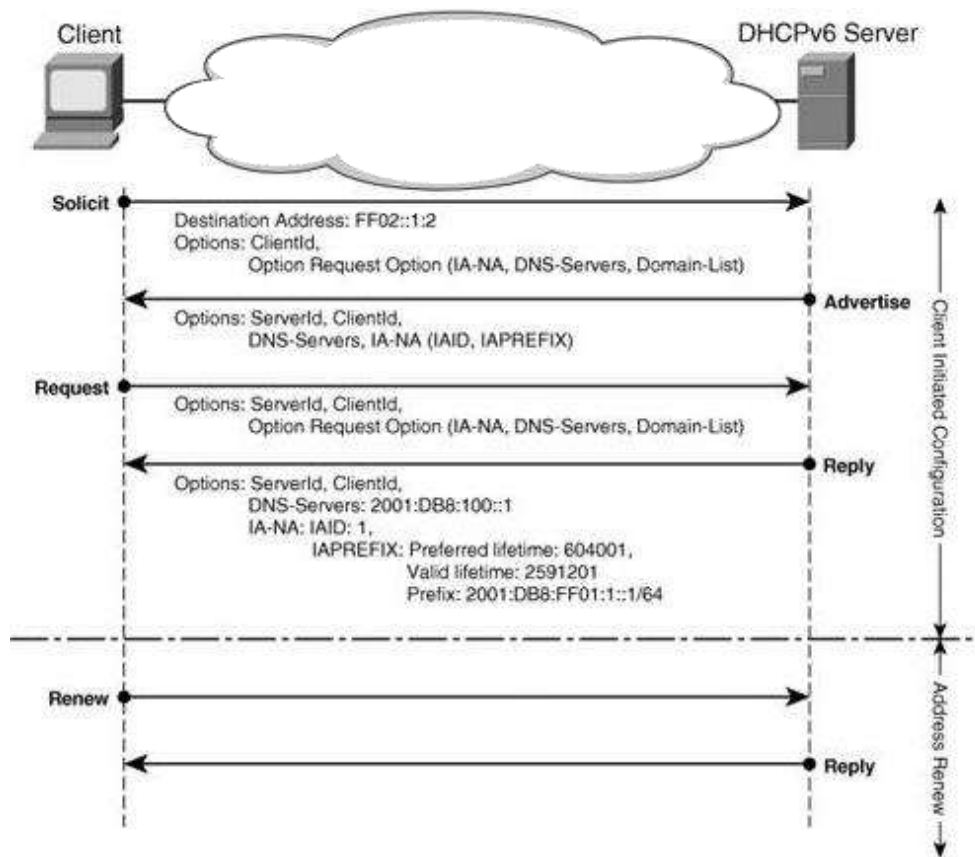 Client
DHCPv6 Server
Solicit
Destination Address: FF02::1:2
Options: ClientId,
Option Request Option (IA-NA, DNS-Servers, Domain-List)
Advertise
Options: ServerId, ClientId,
DNS-Servers, IA-NA (IAID, IAPREFIX)
Request
Options: ServerId, ClientId,
Option Request Option (IA-NA, DNS-Servers, Domain-List)
Reply
Options: ServerId, ClientId,
DNS-Servers: 2001:DB8:100::1
IA-NA: IAID: 1,
IAPREFIX: Preferred lifetime: 604001,
Valid lifetime: 2591201
Prefix: 2001:DB8:FF01:1::1/64
Client Initiated Configuration
Renew
Reply
Address Renew